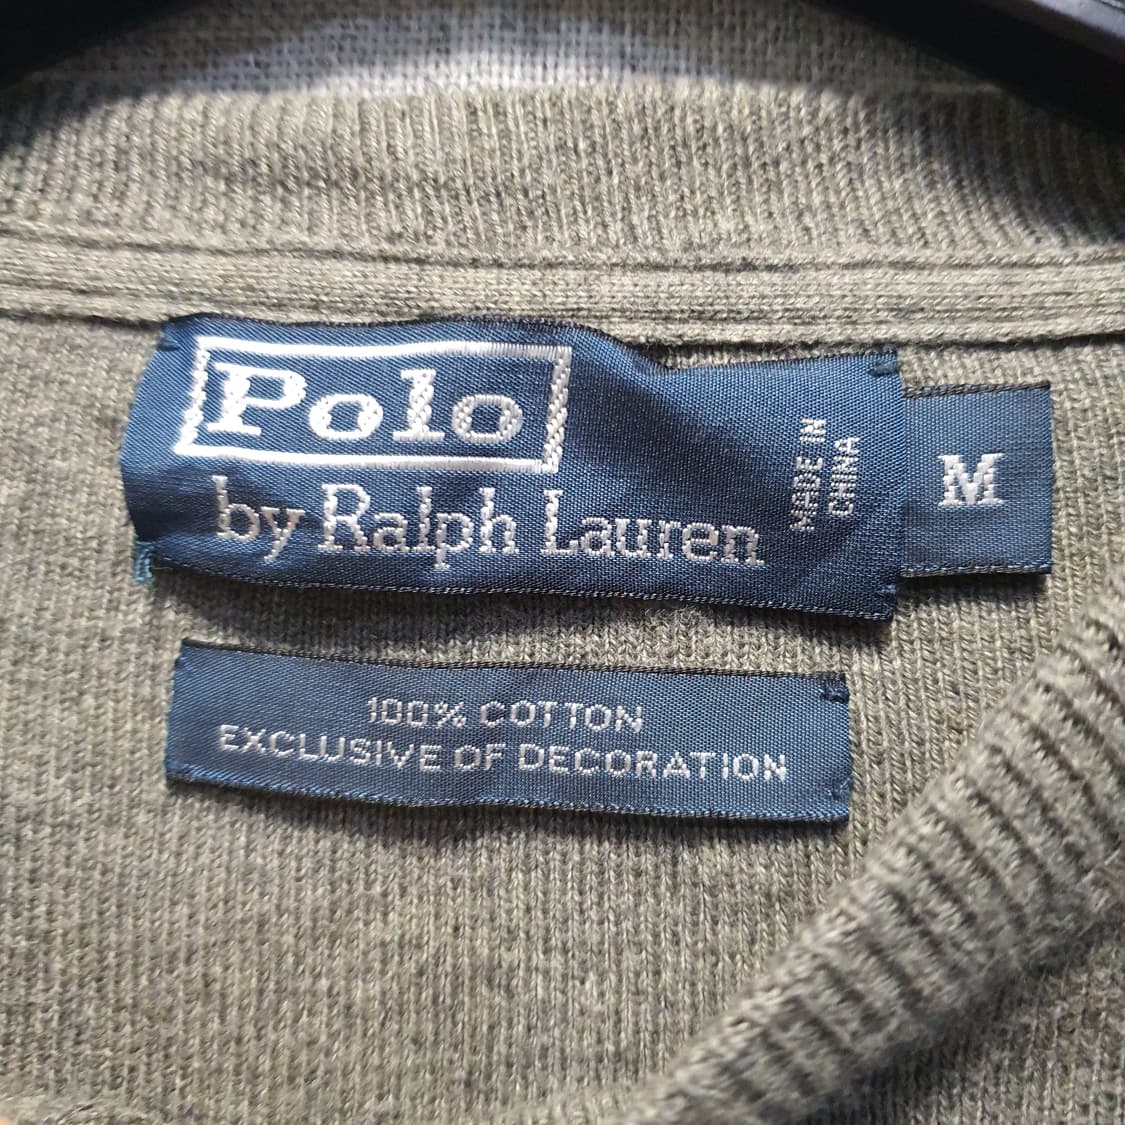 Polo
by Ralph Lauren
MADE IN
CHINA
M
100% COTTON
EXCLUSIVE OF DECORATION